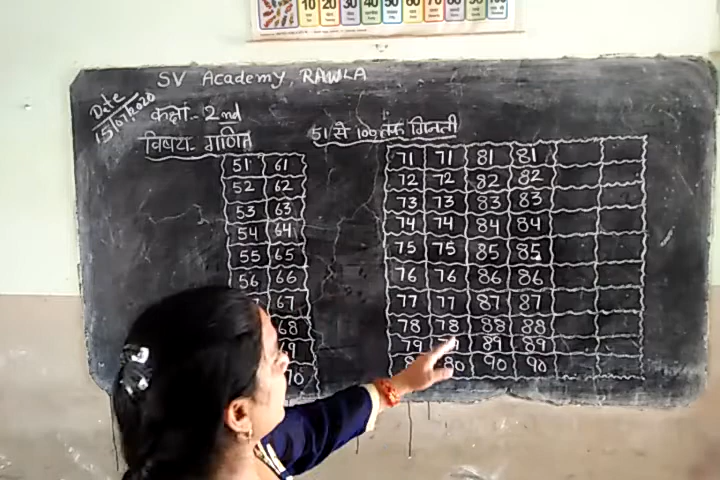 10 20 30 40 50 60 70 80 90 100
SV Academy, RAWLA
Date
15/07/2020
कक्षा- 2nd
विषय- गणित
51 से 100 तक गिनती
51 61
52 62
53 63
54 64
55 65
56 66
67
68
71 71 81 81
72 72 82 82
73 73 83 83
74 74 84 84
75 75 85 85
76 76 86 86
77 77 87 87
78 78 88 88
79 89 89
80 90 90